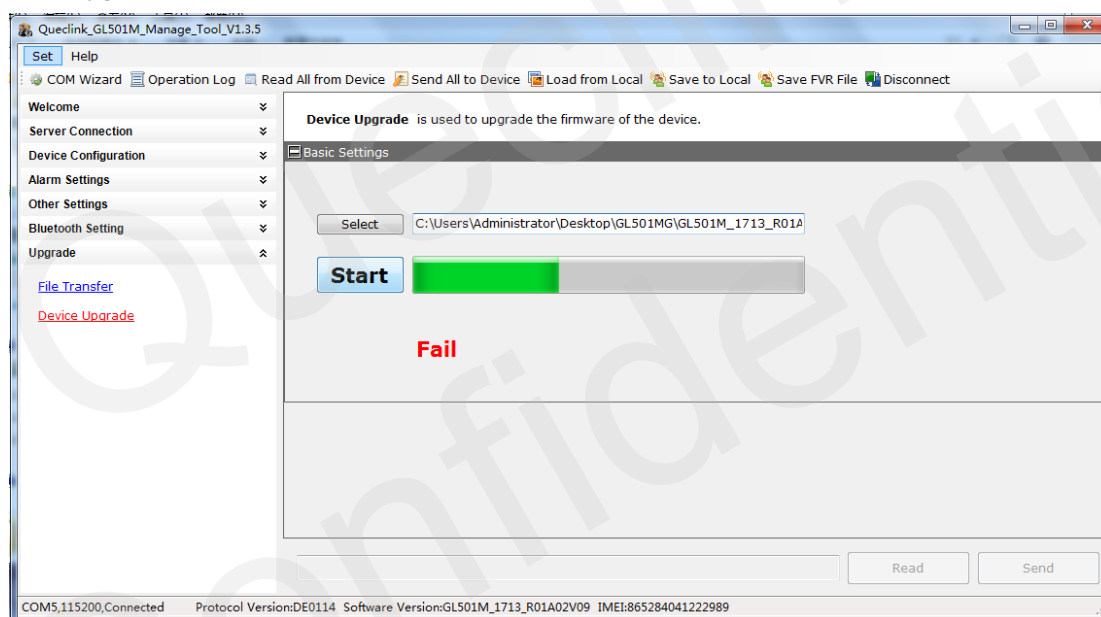 Queclink_GL501M_Manage_Tool_V1.3.5
Set Help
COM Wizard Operation Log Read All from Device Send All to Device Load from Local Save to Local Save FVR File Disconnect
Welcome
Server Connection
Device Configuration
Alarm Settings
Other Settings
Bluetooth Setting
Upgrade
File Transfer
Device Upgrade
Device Upgrade is used to upgrade the firmware of the device.
Basic Settings
Select C:\Users\Administrator\Desktop\GL501MG\GL501M_1713_R01A
Start
Fail
Read Send
COM5,115200,Connected Protocol Version:DE0114 Software Version:GL501M_1713_R01A02V09 IMEI:865284041222989